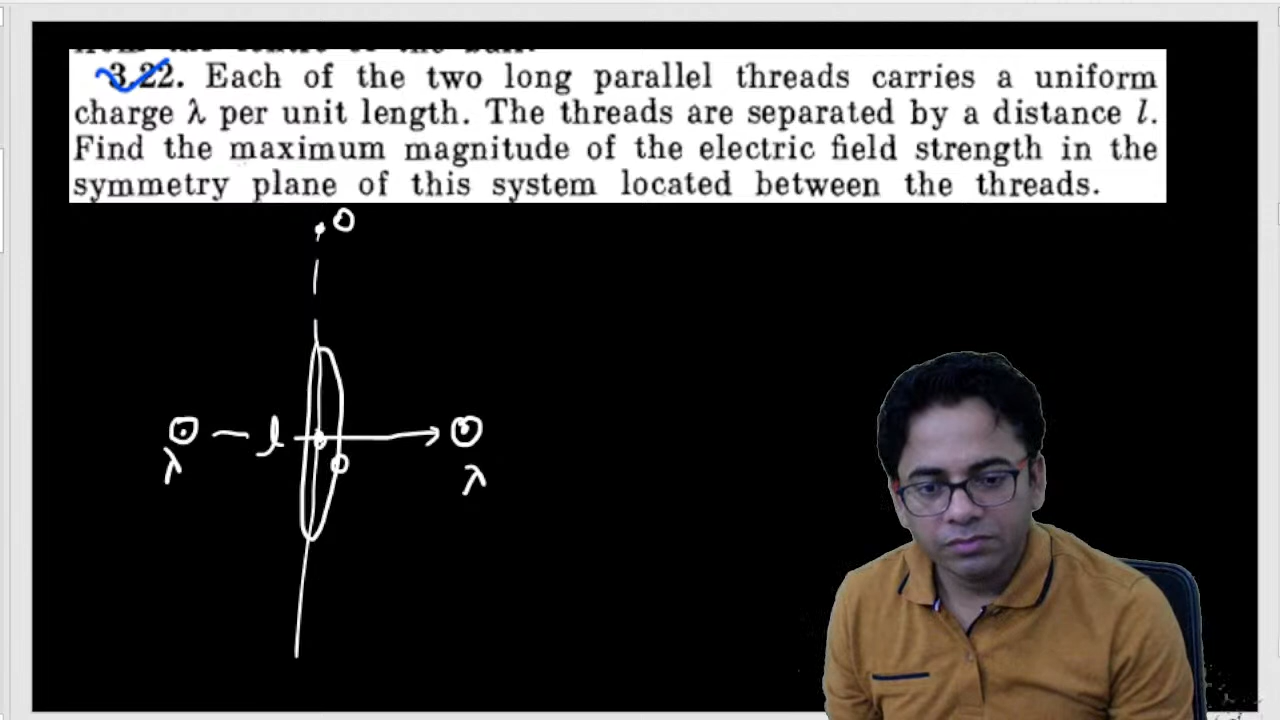 3.22. Each of the two long parallel threads carries a uniform
charge λ per unit length. The threads are separated by a distance l.
Find the maximum magnitude of the electric field strength in the
symmetry plane of this system located between the threads.
0
l
0
λ
λ